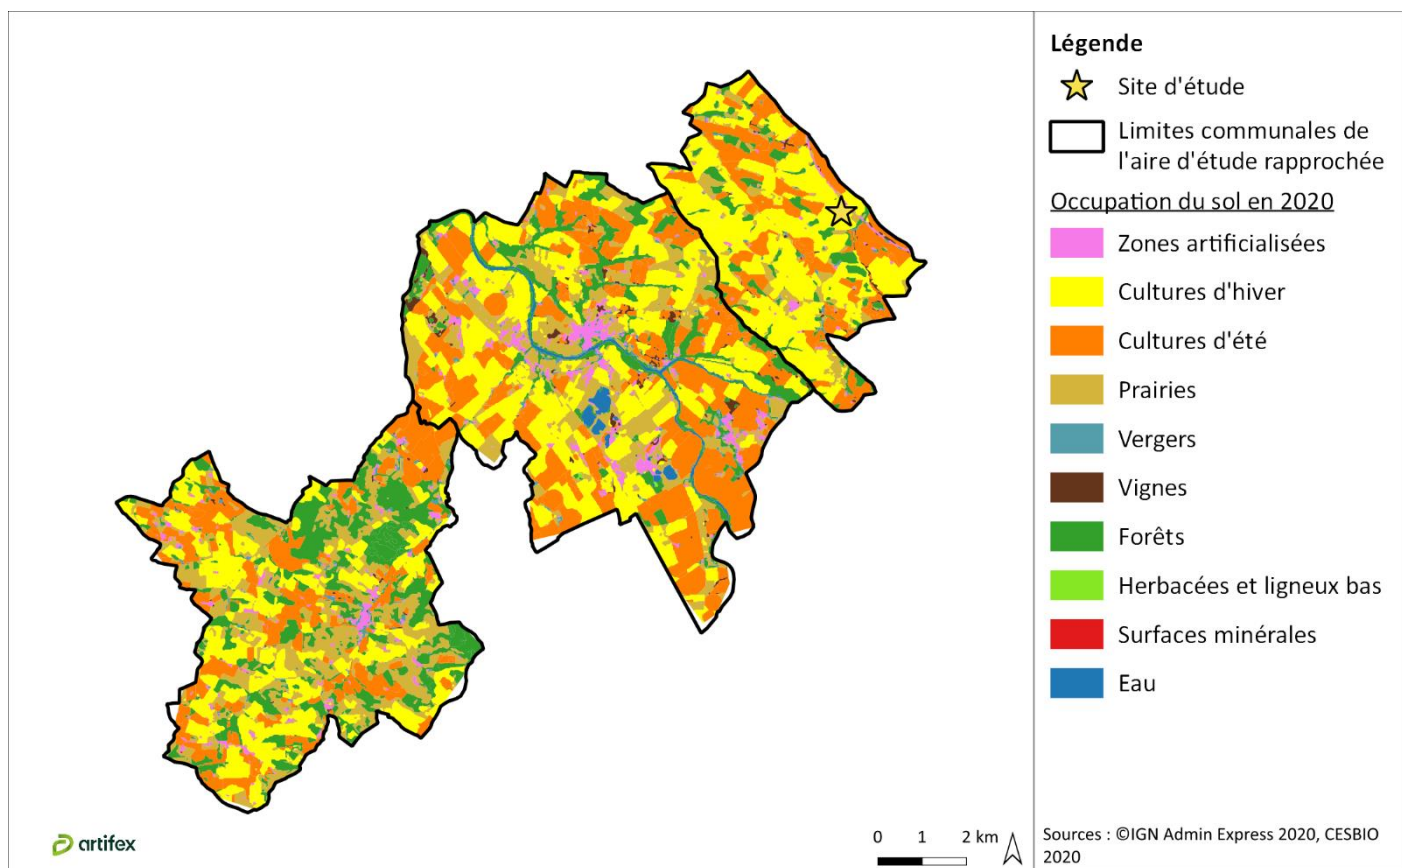 Légende
Site d'étude
Limites communales de
l'aire d'étude rapprochée
Occupation du sol en 2020
Zones artificialisées
Cultures d'hiver
Cultures d'été
Prairies
Vergers
Vignes
Forêts
Herbacées et ligneux bas
Surfaces minérales
Eau
artifex
0 1 2 km
Sources : ©IGN Admin Express 2020, CESBIO
2020